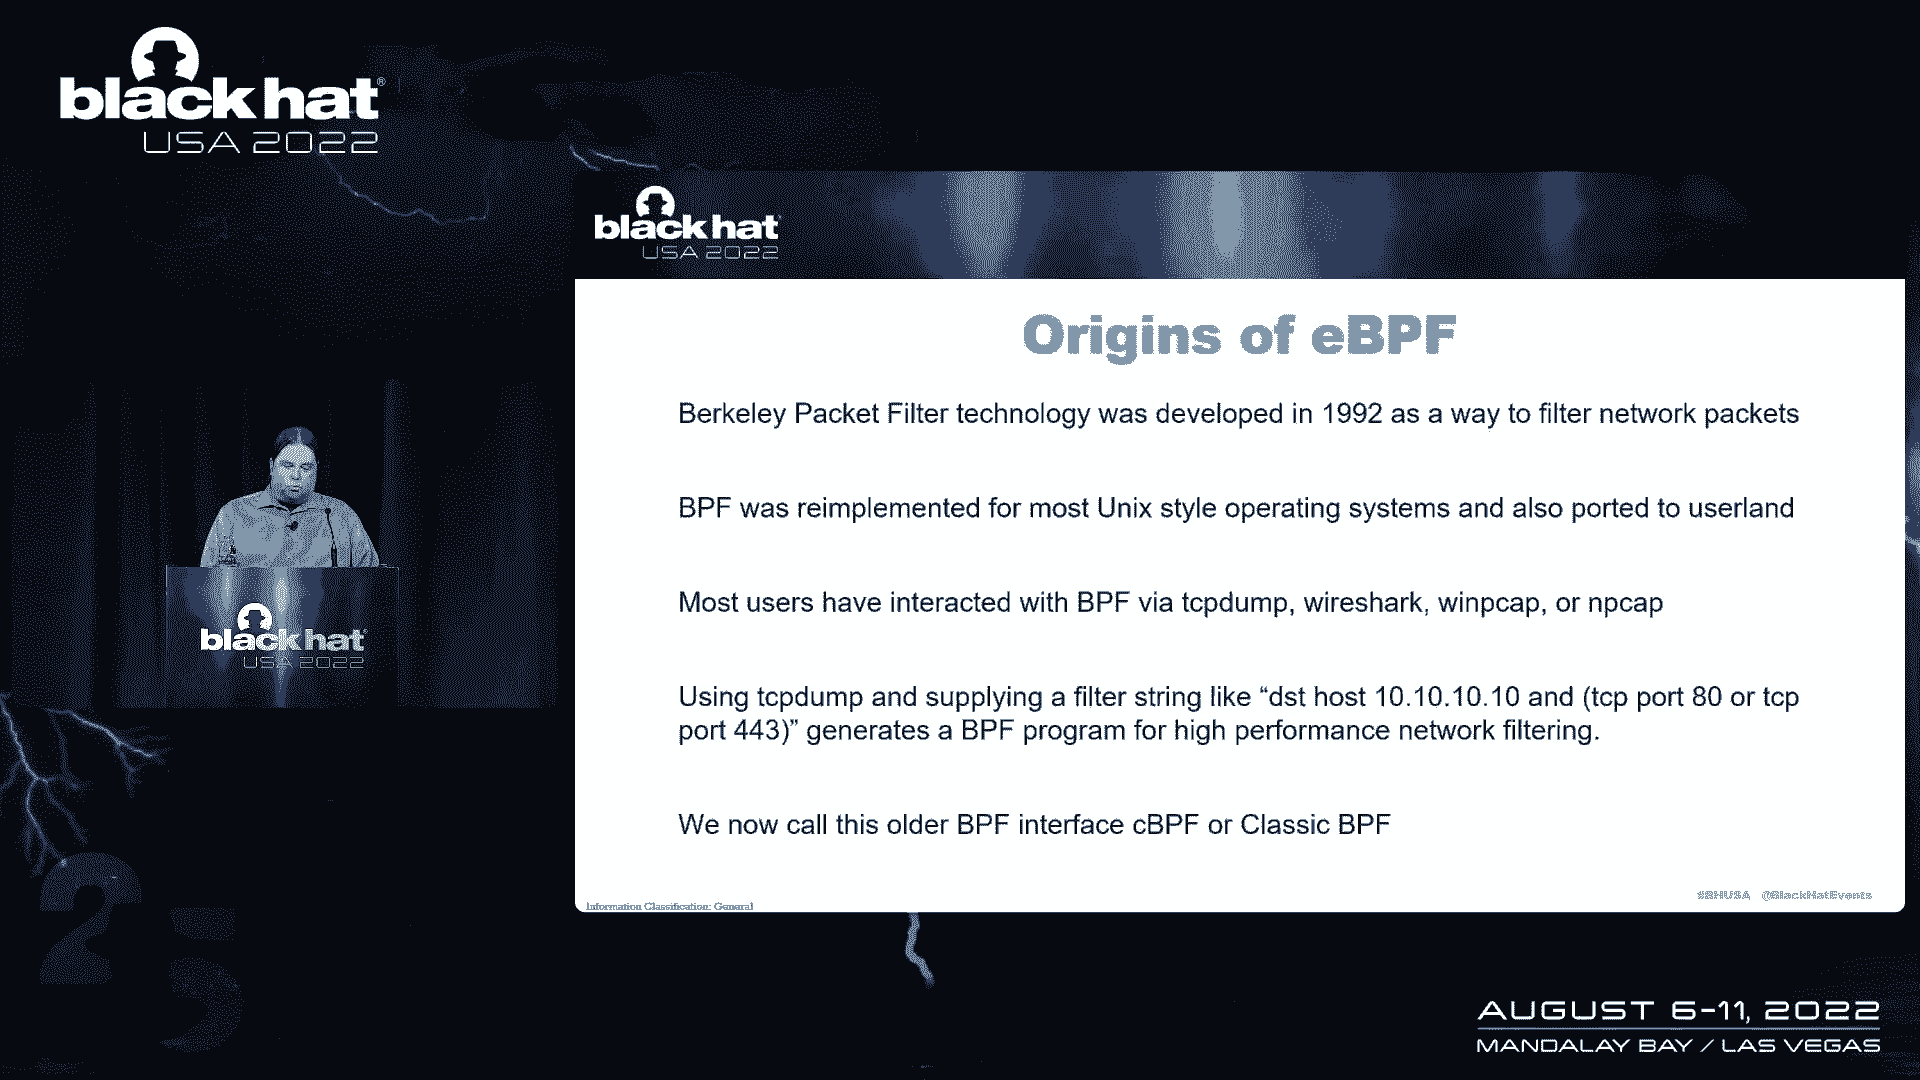 black hat®
USA 2022
black hat
USA 2022
Origins of eBPF
Berkeley Packet Filter technology was developed in 1992 as a way to filter network packets
BPF was reimplemented for most Unix style operating systems and also ported to userland
Most users have interacted with BPF via tcpdump, wireshark, winpcap, or npcap
Using tcpdump and supplying a filter string like “dst host 10.10.10.10 and (tcp port 80 or tcp
port 443)” generates a BPF program for high performance network filtering.
We now call this older BPF interface cBPF or Classic BPF
Information Classification: General
#BHUSA @BlackHatEvents
black hat
USA 2022
25
AUGUST 6-11, 2022
MANDALAY BAY / LAS VEGAS